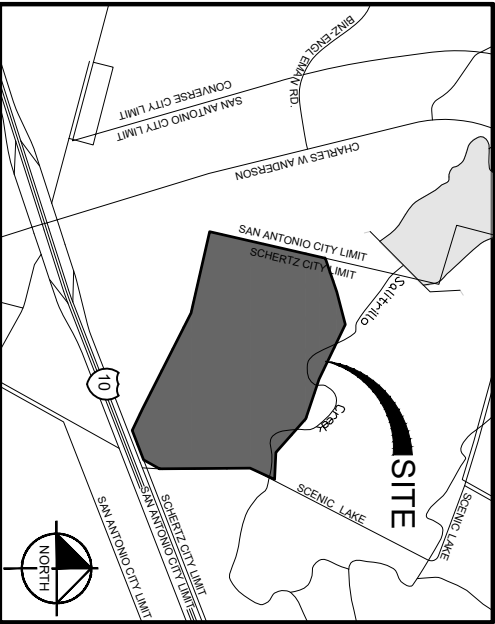 BINZ-ENGLEMAN RD.
CONVERSE CITY LIMIT
SAN ANTONIO CITY LIMIT
CHARLES W ANDERSON
SAN ANTONIO CITY LIMIT
SCHERTZ CITY LIMIT
Salitrillo
Creek
SITE
SCENIC LAKE
SCENIC LAKE
10
SCHERTZ CITY LIMIT
SAN ANTONIO CITY LIMIT
SAN ANTONIO CITY LIMIT
NORTH